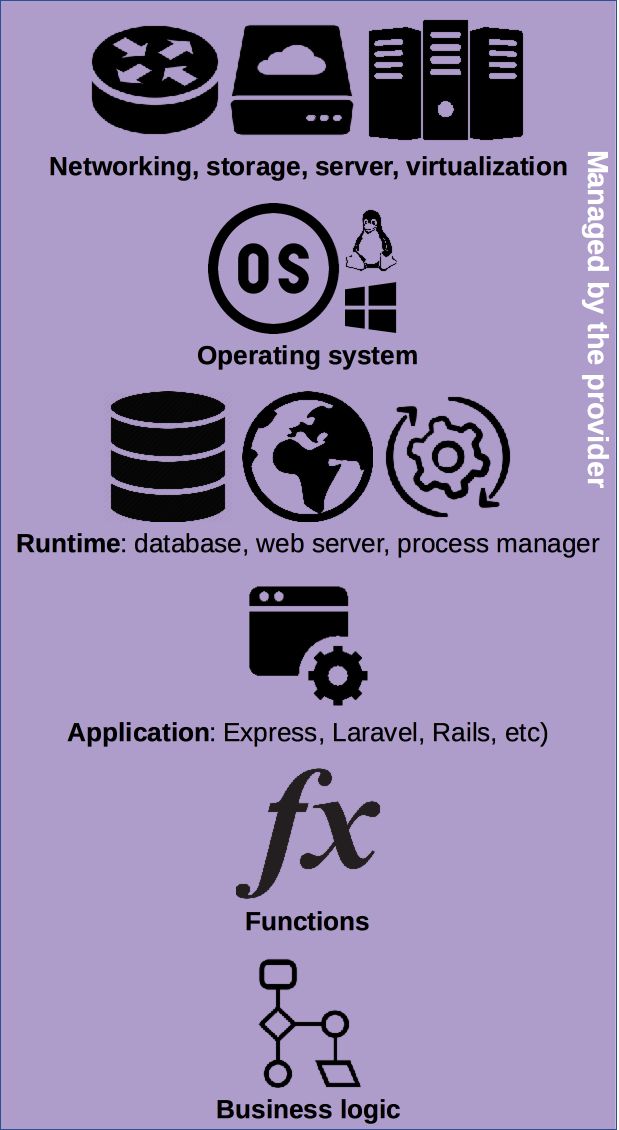 Networking, storage, server, virtualization
Managed by the provider
OS
Operating system
Runtime: database, web server, process manager
Application: Express, Laravel, Rails, etc)
fx
Functions
Business logic